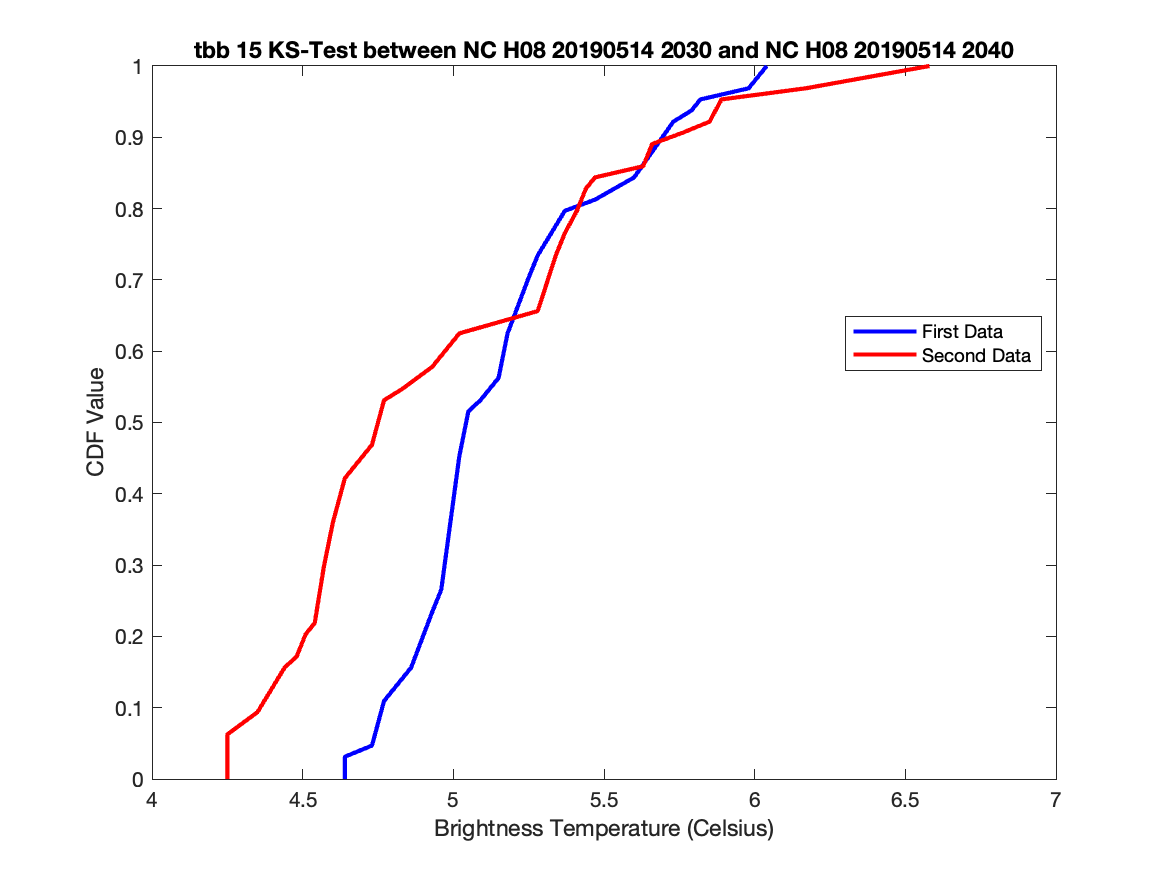 tbb 15 KS-Test between NC H08 20190514 2030 and NC H08 20190514 2040
1
0.9
0.8
0.7
0.6
0.5
0.4
0.3
0.2
0.1
0
CDF Value
First Data
Second Data
4 4.5 5 5.5 6 6.5 7
Brightness Temperature (Celsius)